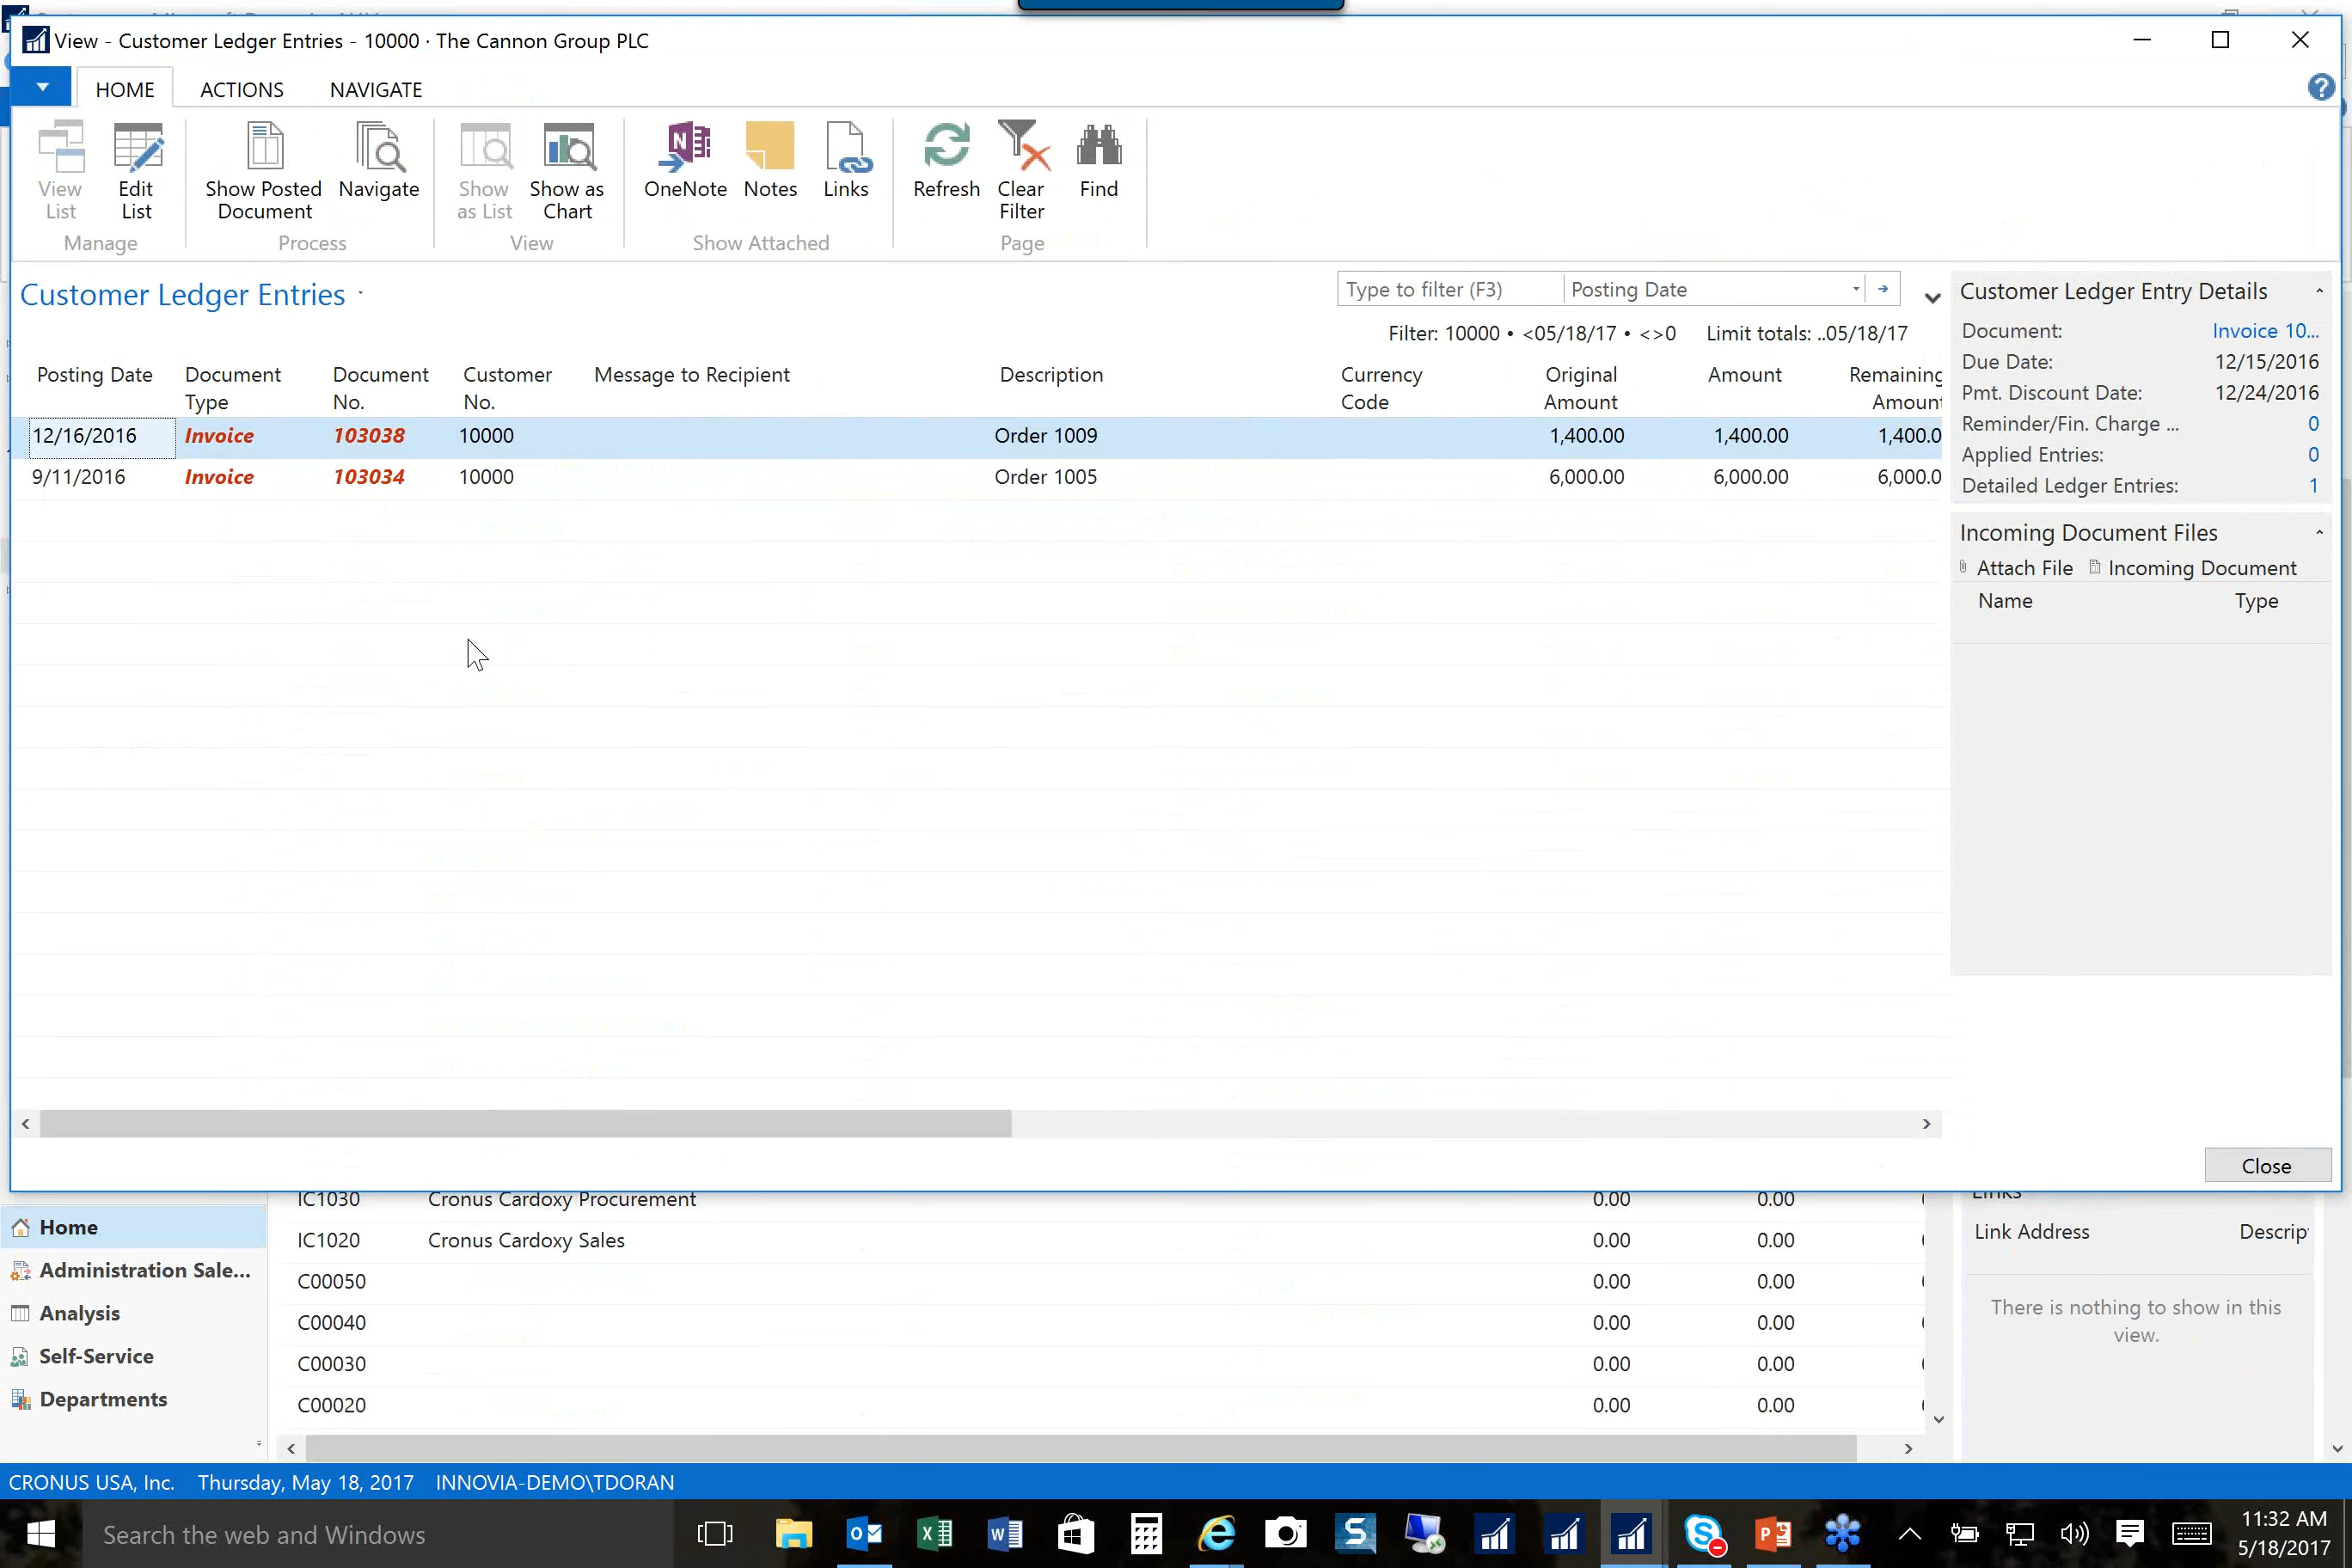 View - Customer Ledger Entries - 10000 · The Cannon Group PLC
HOME ACTIONS NAVIGATE
View List
Edit List
Manage
Show Posted Document
Navigate
Process
Show as List
Show as Chart
View
OneNote
Notes
Links
Show Attached
Refresh
Clear Filter
Find
Page
Customer Ledger Entries
Type to filter (F3) Posting Date
Filter: 10000 • <05/18/17 • <>0 Limit totals: ..05/18/17
Posting Date Document Type Document No. Customer No. Message to Recipient Description Currency Code Original Amount Amount Remaining Amount
12/16/2016 Invoice 103038 10000 Order 1009 1,400.00 1,400.00 1,400.0
9/11/2016 Invoice 103034 10000 Order 1005 6,000.00 6,000.00 6,000.0
Customer Ledger Entry Details
Document: Invoice 10...
Due Date: 12/15/2016
Pmt. Discount Date: 12/24/2016
Reminder/Fin. Charge ... 0
Applied Entries: 0
Detailed Ledger Entries: 1
Incoming Document Files
Attach File Incoming Document
Name Type
Close
IC1030 Cronus Cardoxy Procurement 0.00 0.00
IC1020 Cronus Cardoxy Sales 0.00 0.00
C00050 0.00 0.00
C00040 0.00 0.00
C00030 0.00 0.00
C00020 0.00 0.00
Home
Administration Sale...
Analysis
Self-Service
Departments
Links
Link Address Descrip
There is nothing to show in this
view.
CRONUS USA, Inc. Thursday, May 18, 2017 INNOVIA-DEMO\TDORAN
Search the web and Windows
11:32 AM
5/18/2017